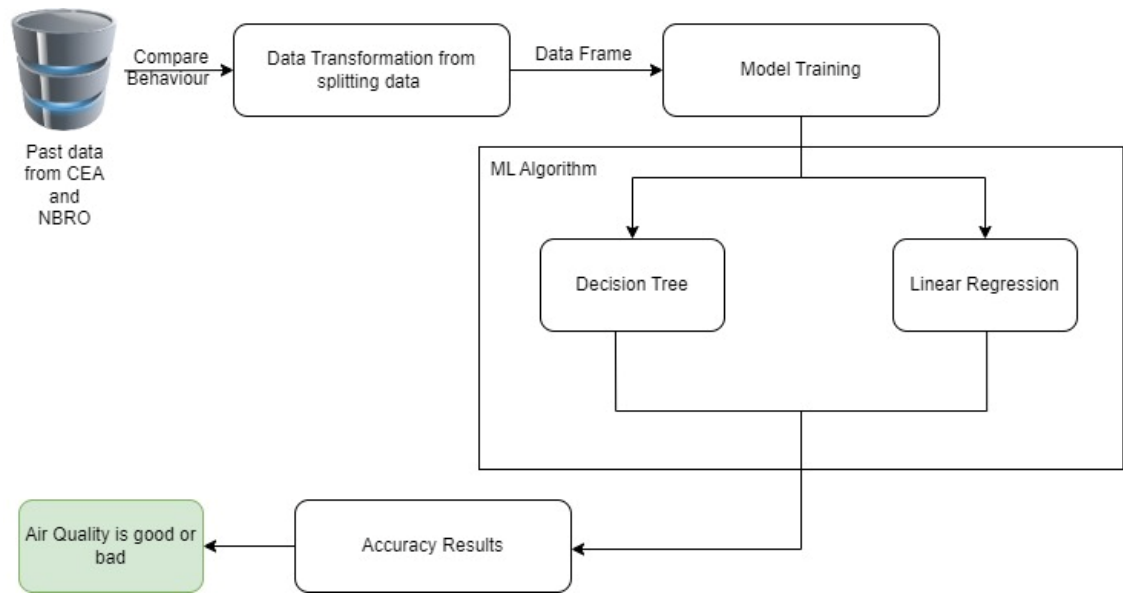 Compare
Behaviour
Data Transformation from
splitting data
Data Frame
Model Training
Past data
from CEA
and
NBRO
ML Algorithm
Decision Tree
Linear Regression
Air Quality is good or
bad
Accuracy Results